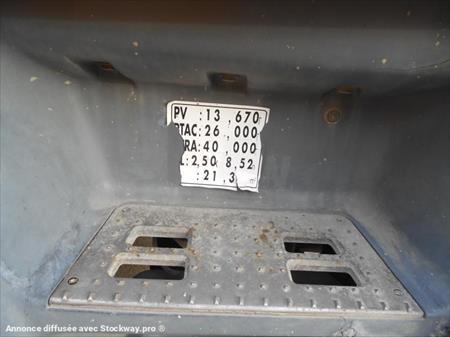 PV :13,670
PTAC:26,000
RA:40,000
:2,50 8,52
:21,3
Annonce diffusée avec Stockway.pro ®